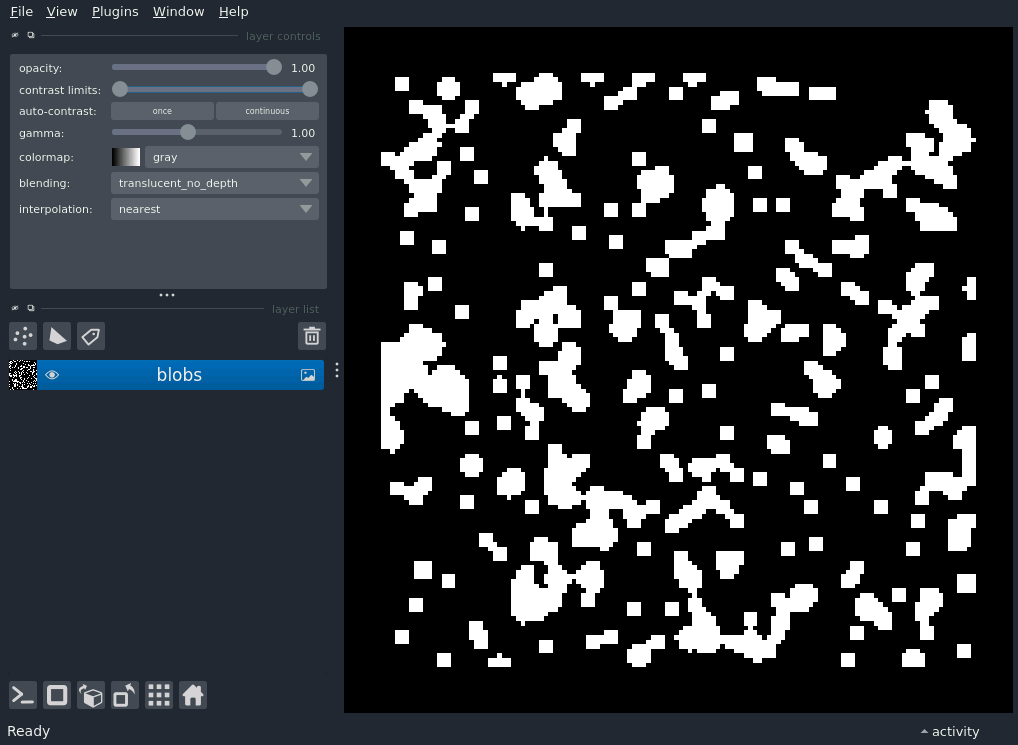 File View Plugins Window Help
layer controls
opacity: 1.00
contrast limits:
auto-contrast: once continuous
gamma: 1.00
colormap: gray
blending: translucent_no_depth
interpolation: nearest
layer list
blobs
Ready activity